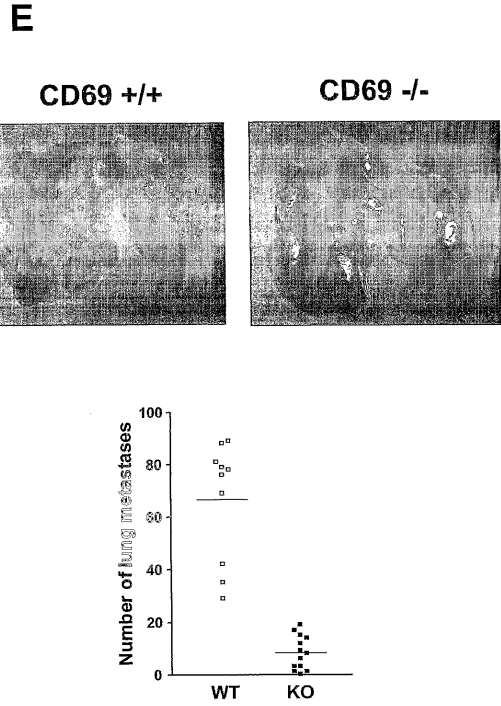 E
CD69 +/+
CD69 -/-
Number of lung metastases
100
80
60
40
20
0
WT
KO